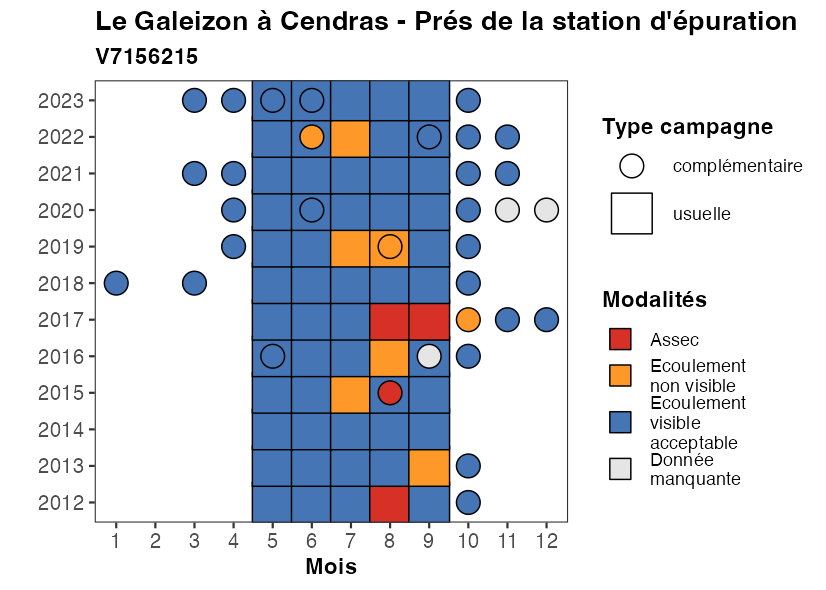 Le Galeizon à Cendras - Prés de la station d'épuration
V7156215
2023
2022
2021
2020
2019
2018
2017
2016
2015
2014
2013
2012
1 2 3 4 5 6 7 8 9 10 11 12
Mois
Type campagne
complémentaire
usuelle
Modalités
Assec
Ecoulement
non visible
Ecoulement
visible
acceptable
Donnée
manquante